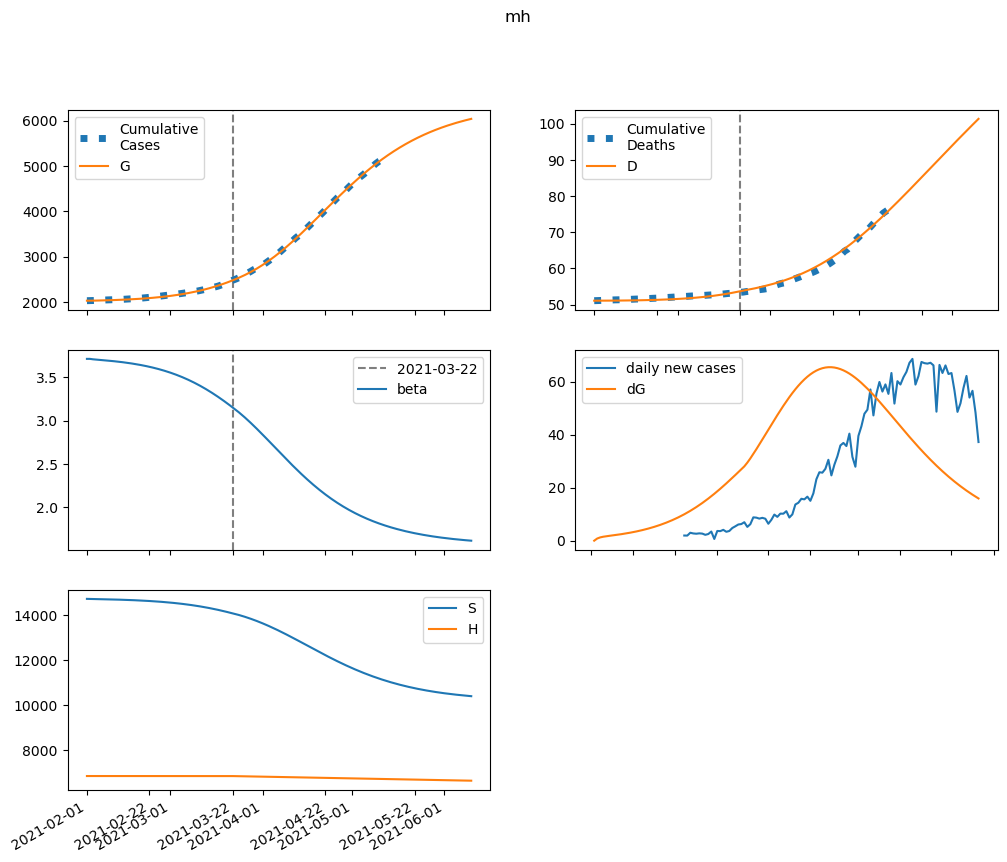 mh
6000
5000
4000
3000
2000
Cumulative
Cases
G
100
90
80
70
60
50
Cumulative
Deaths
D
3.5
3.0
2.5
2.0
2021-03-22
beta
60
40
20
0
daily new cases
dG
14000
12000
10000
8000
S
H
2021-02-01
2021-02-22
2021-03-01
2021-03-22
2021-04-01
2021-04-22
2021-05-01
2021-05-22
2021-06-01